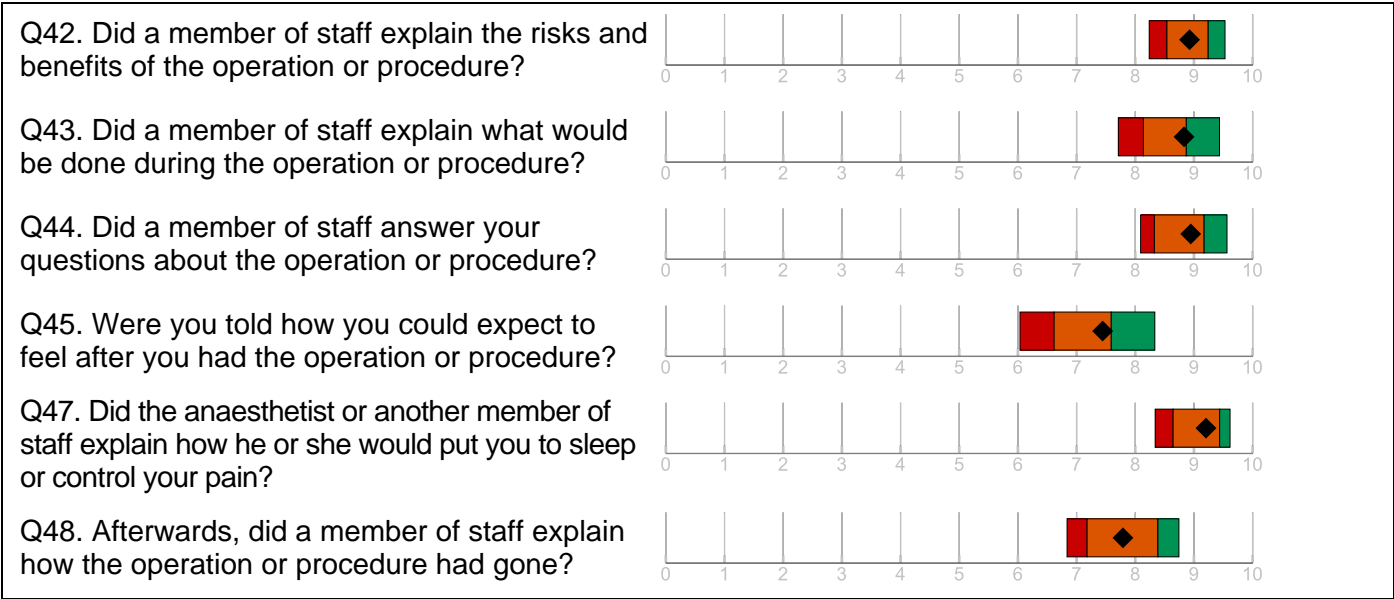 Q42. Did a member of staff explain the risks and
benefits of the operation or procedure?
0 1 2 3 4 5 6 7 8 9 10
Q43. Did a member of staff explain what would
be done during the operation or procedure?
0 1 2 3 4 5 6 7 8 9 10
Q44. Did a member of staff answer your
questions about the operation or procedure?
0 1 2 3 4 5 6 7 8 9 10
Q45. Were you told how you could expect to
feel after you had the operation or procedure?
0 1 2 3 4 5 6 7 8 9 10
Q47. Did the anaesthetist or another member of
staff explain how he or she would put you to sleep
or control your pain?
0 1 2 3 4 5 6 7 8 9 10
Q48. Afterwards, did a member of staff explain
how the operation or procedure had gone?
0 1 2 3 4 5 6 7 8 9 10